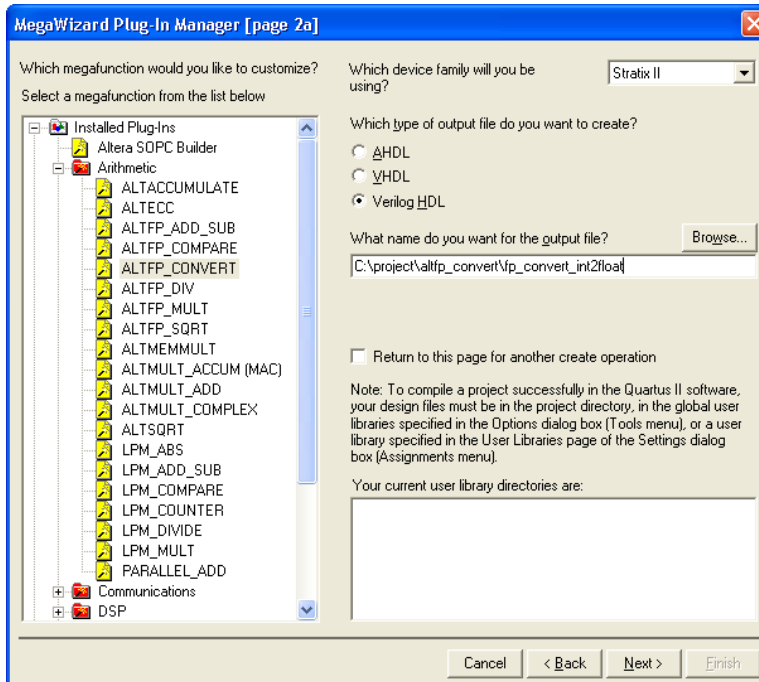 MegaWizard Plug-In Manager [page 2a]
Which megafunction would you like to customize?
Select a megafunction from the list below
Installed Plug-Ins
Altera SOPC Builder
Arithmetic
ALTACCUMULATE
ALTECC
ALTFP_ADD_SUB
ALTFP_COMPARE
ALTFP_CONVERT
ALTFP_DIV
ALTFP_MULT
ALTFP_SQRT
ALTMEMMULT
ALTMULT_ACCUM (MAC)
ALTMULT_ADD
ALTMULT_COMPLEX
ALTSQRT
LPM_ABS
LPM_ADD_SUB
LPM_COMPARE
LPM_COUNTER
LPM_DIVIDE
LPM_MULT
PARALLEL_ADD
Communications
DSP
Which device family will you be
using?
Stratix II
Which type of output file do you want to create?
AHDL
VHDL
Verilog HDL
What name do you want for the output file?
Browse...
C:\project\altfp_convert\fp_convert_int2float
Return to this page for another create operation
Note: To compile a project successfully in the Quartus II software,
your design files must be in the project directory, in the global user
libraries specified in the Options dialog box (Tools menu), or a user
library specified in the User Libraries page of the Settings dialog
box (Assignments menu).
Your current user library directories are:
Cancel
< Back
Next >
Finish